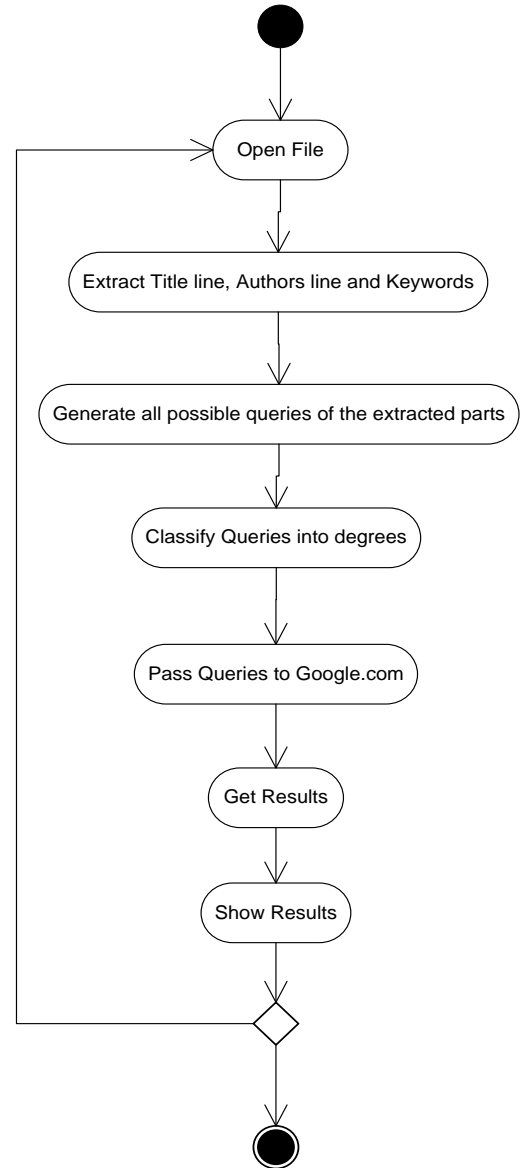 Open File
Extract Title line, Authors line and Keywords
Generate all possible queries of the extracted parts
Classify Queries into degrees
Pass Queries to Google.com
Get Results
Show Results